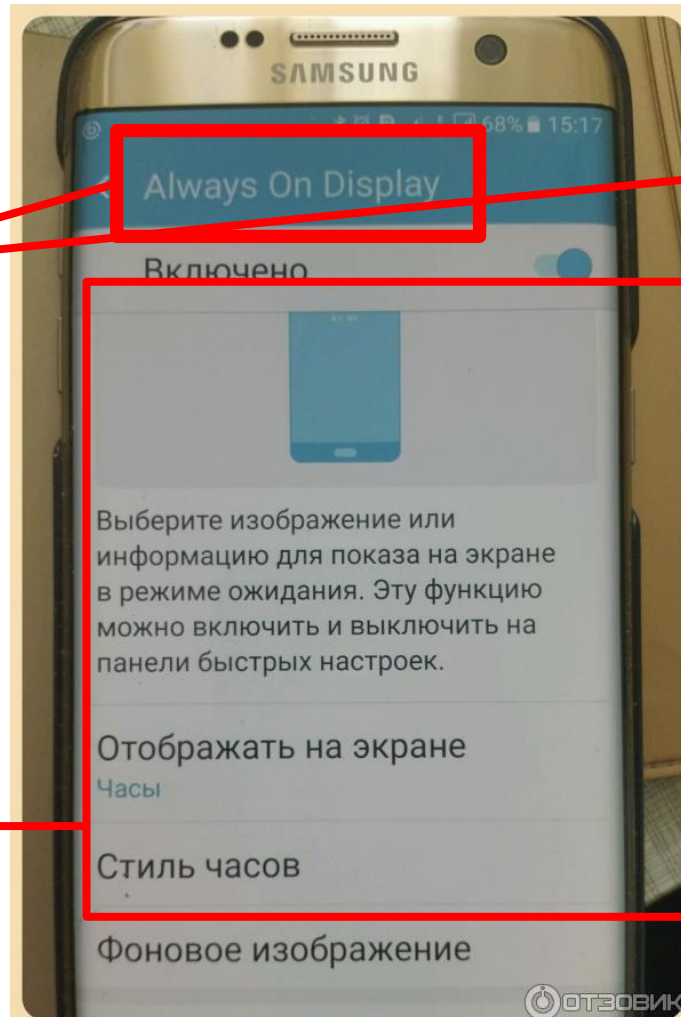 SAMSUNG
68% 15:17
Always On Display
Включено
Выберите изображение или
информацию для показа на экране
в режиме ожидания. Эту функцию
можно включить и выключить на
панели быстрых настроек.
Отображать на экране
Часы
Стиль часов
Фоновое изображение
ОТЗОВИК